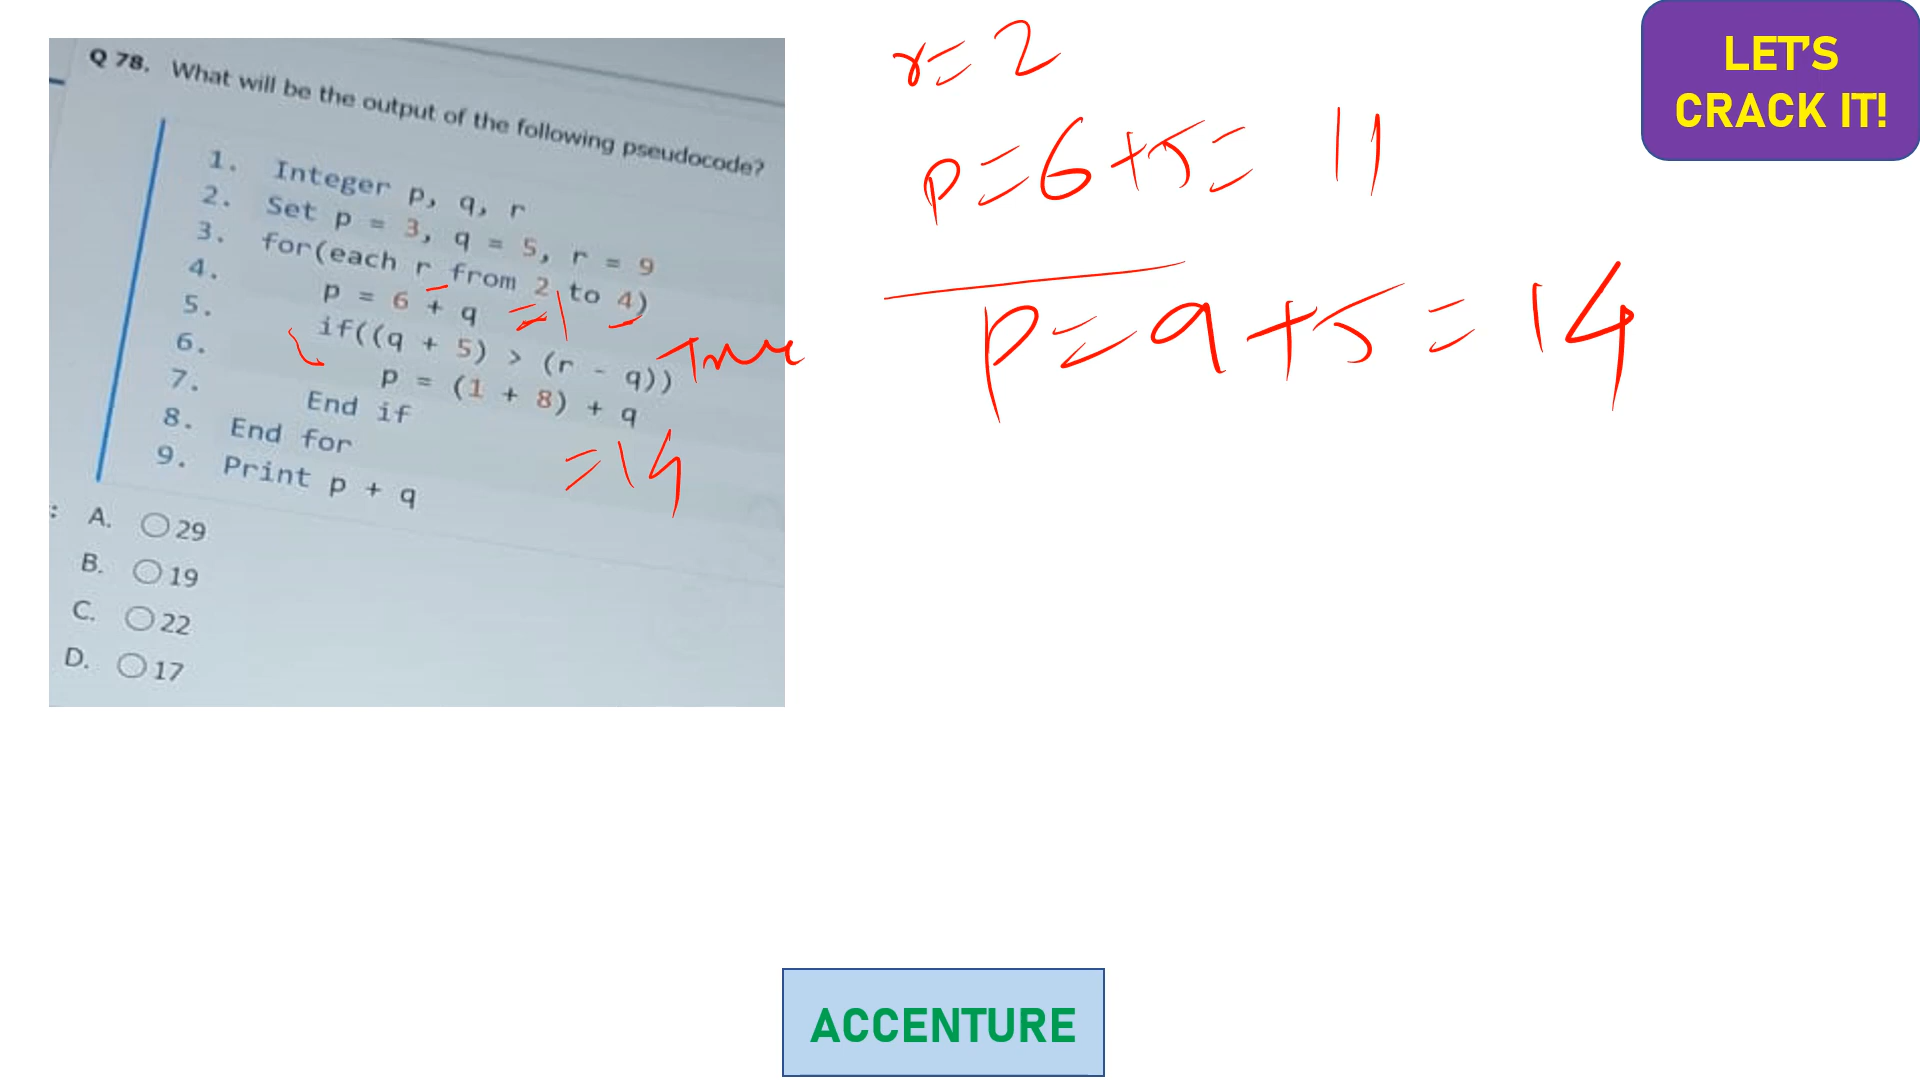 Q 78. What will be the output of the following pseudocode?
1. Integer p, q, r
2. Set p = 3, q = 5, r = 9
3. for(each r from 2 to 4)
4. p = 6 + q
5. if((q + 5) > (r - q))
6. p = (1 + 8) + q
7. End if
8. End for
9. Print p + q
A. 29
B. 19
C. 22
D. 17
True
= 14
r = 2
p = 6 + 5 = 11
p = 9 + 5 = 14
LET'S
CRACK IT!
ACCENTURE